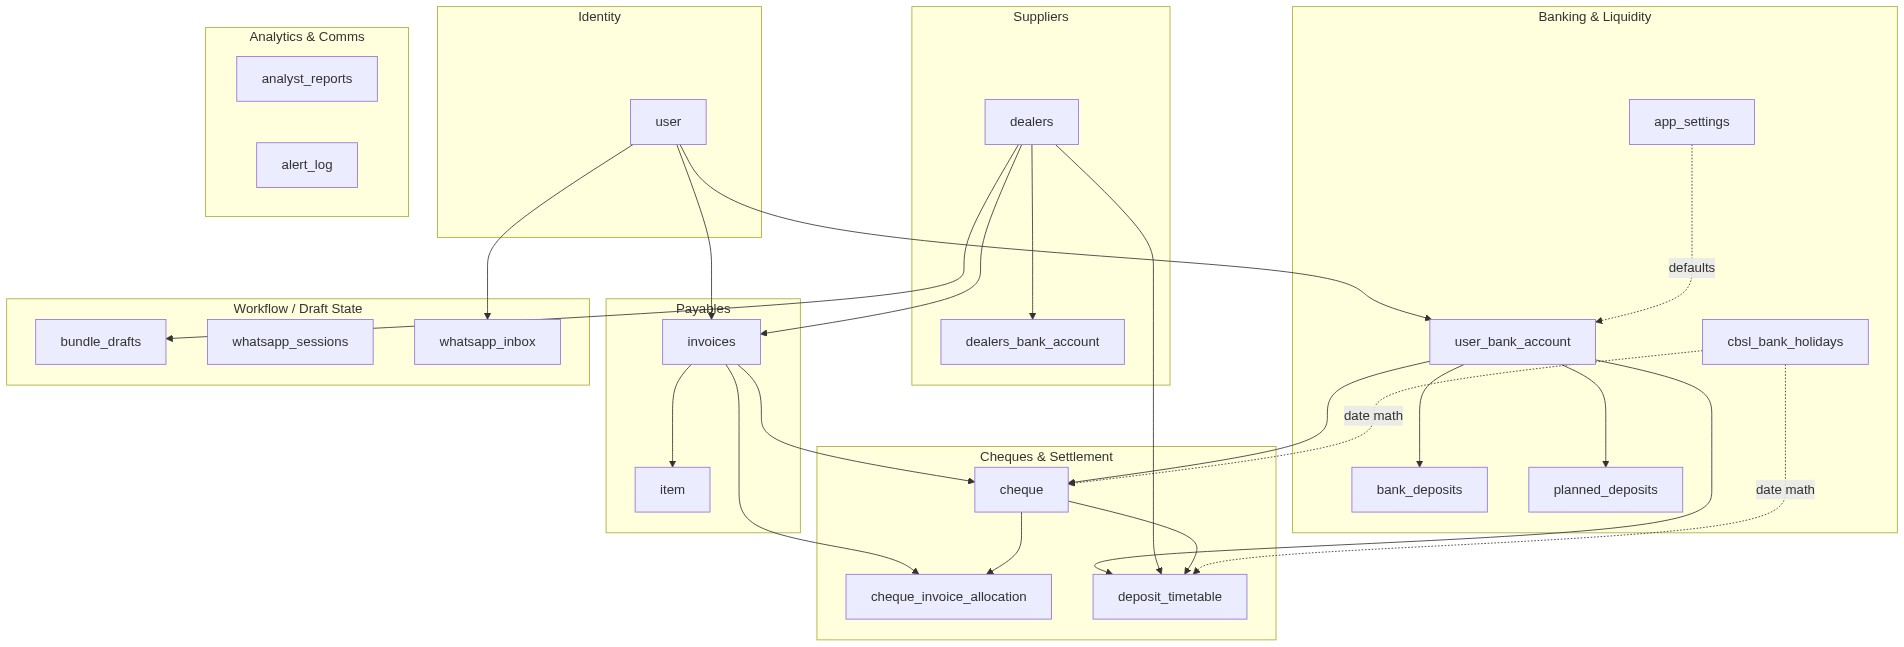 Identity
Suppliers
Banking & Liquidity
Analytics & Comms
analyst_reports
user
dealers
app_settings
alert_log
defaults
Workflow / Draft State
Payables
bundle_drafts
whatsapp_sessions
whatsapp_inbox
invoices
dealers_bank_account
user_bank_account
cbsl_bank_holidays
date math
Cheques & Settlement
item
cheque
bank_deposits
planned_deposits
date math
cheque_invoice_allocation
deposit_timetable